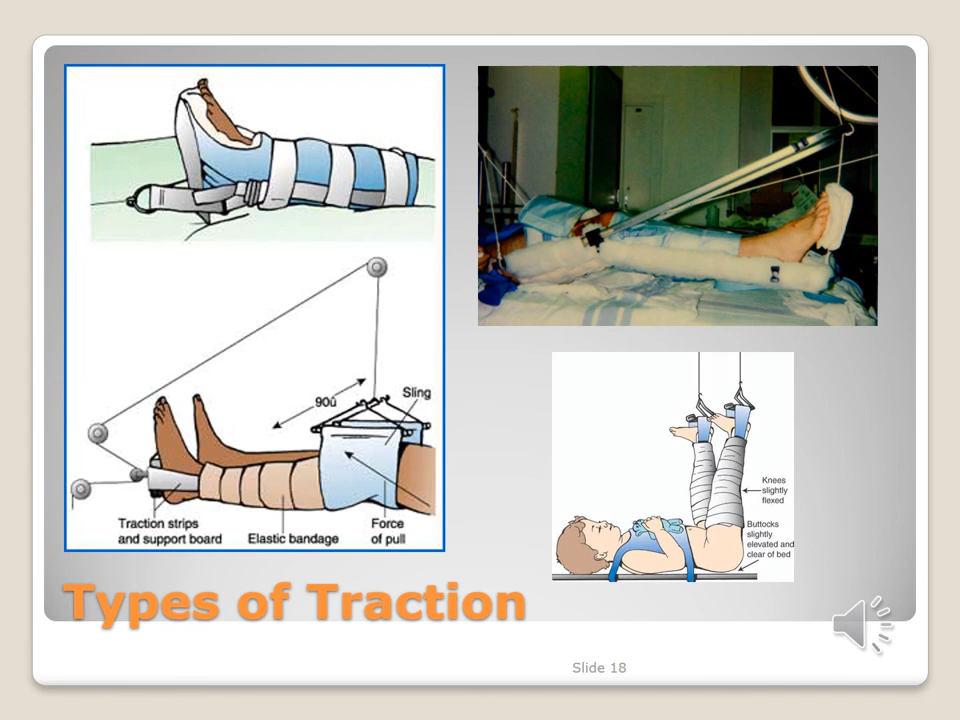 Sling
90û
Traction strips
and support board
Elastic bandage
Force
of pull
Knees
slightly
flexed
Buttocks
slightly
elevated and
clear of bed
Types of Traction
Slide 18